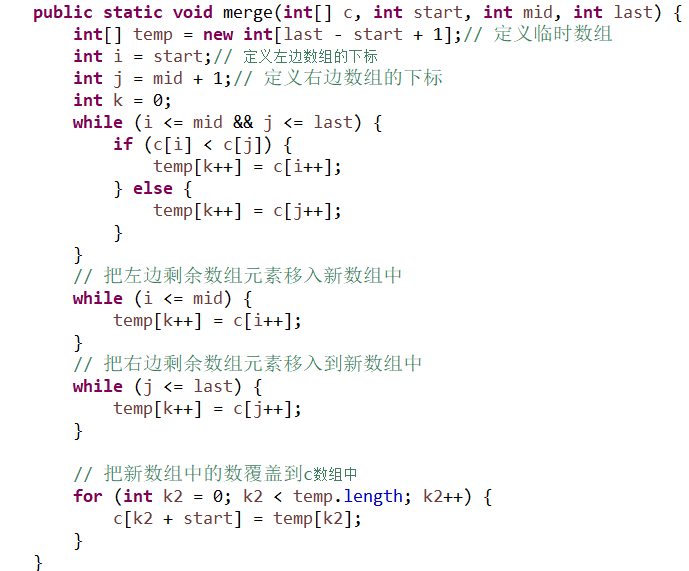 public static void merge(int[] c, int start, int mid, int last) {
int[] temp = new int[last - start + 1];// 定义临时数组
int i = start;// 定义左边数组的下标
int j = mid + 1;// 定义右边数组的下标
int k = 0;
while (i <= mid && j <= last) {
if (c[i] < c[j]) {
temp[k++] = c[i++];
} else {
temp[k++] = c[j++];
}
}
// 把左边剩余数组元素移入新数组中
while (i <= mid) {
temp[k++] = c[i++];
}
// 把右边剩余数组元素移入到新数组中
while (j <= last) {
temp[k++] = c[j++];
}
// 把新数组中的数覆盖到c数组中
for (int k2 = 0; k2 < temp.length; k2++) {
c[k2 + start] = temp[k2];
}
}